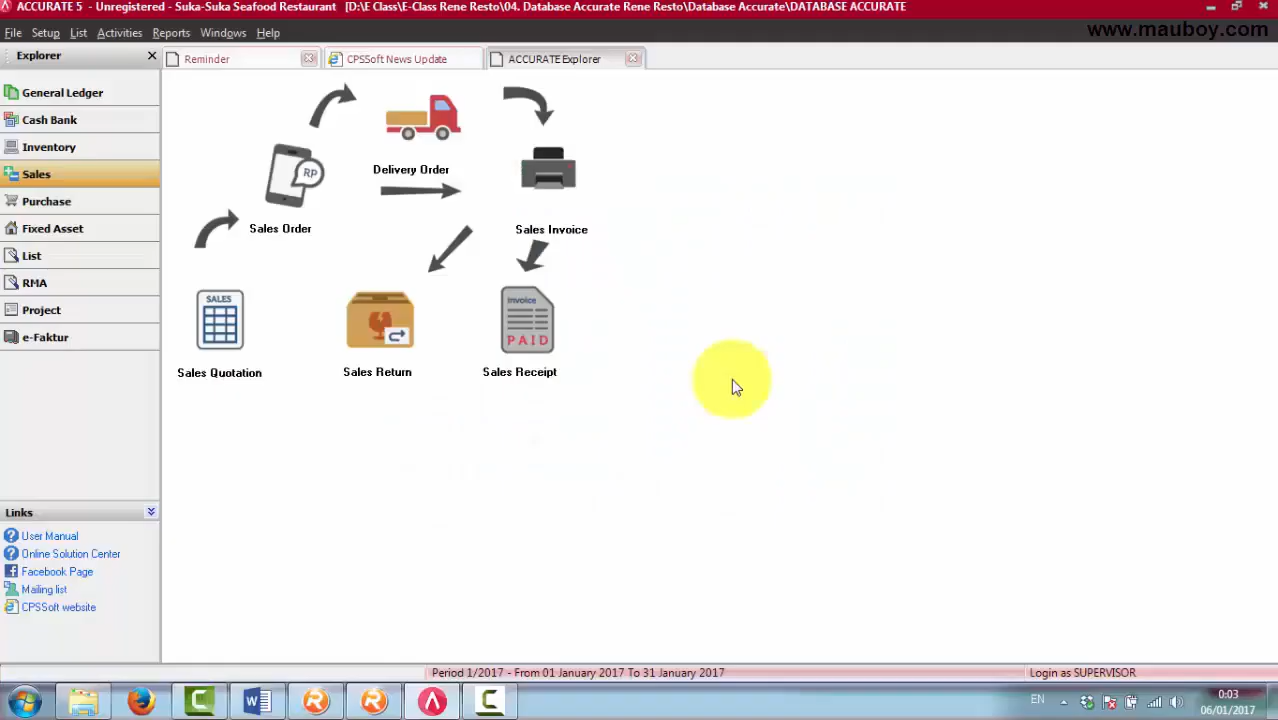 ACCURATE 5 - Unregistered - Suka-Suka Seafood Restaurant [D:\E Class\E-Class Rene Resto\04. Database Accurate Rene Resto\Database Accurate\DATABASE ACCURATE
www.mauboy.com
File Setup List Activities Reports Windows Help
Explorer
Reminder
CPSSoft News Update
ACCURATE Explorer
General Ledger
Cash Bank
Inventory
Sales
Purchase
Fixed Asset
List
RMA
Project
e-Faktur
RP
Delivery Order
Sales Order
Sales Invoice
SALES
Invoice
PAID
Sales Quotation
Sales Return
Sales Receipt
Links
User Manual
Online Solution Center
Facebook Page
Mailing list
CPSSoft website
Period 1/2017 - From 01 January 2017 To 31 January 2017
Login as SUPERVISOR
EN
0:03
06/01/2017